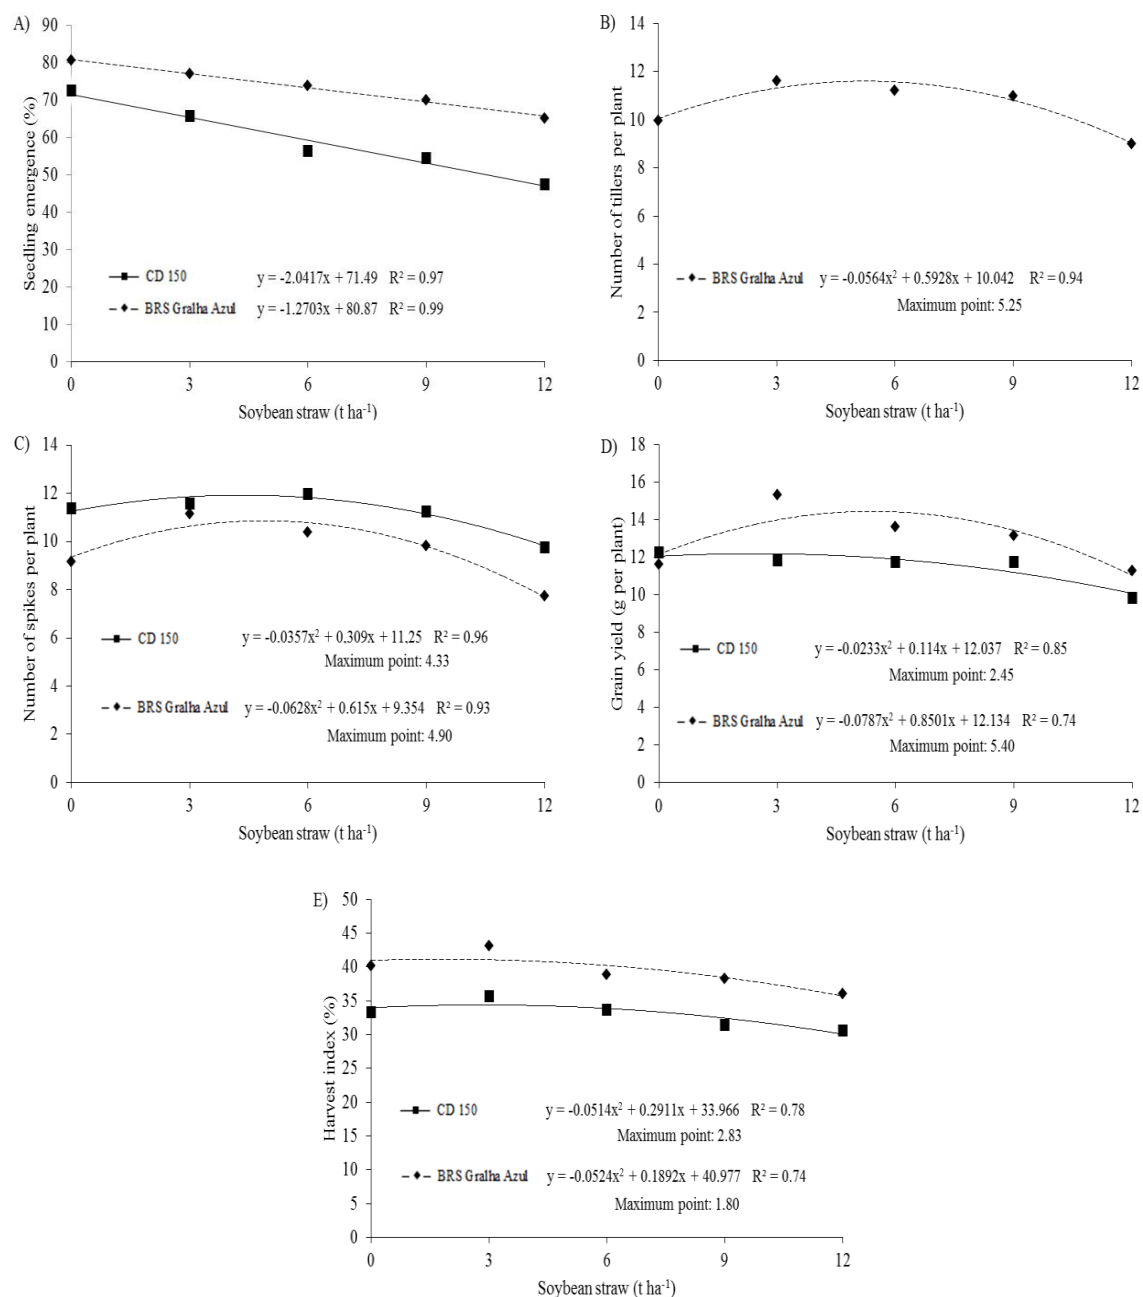 A)
Seedling emergence (%)
90
80
70
60
50
40
30
20
10
0
CD 150 y = -2.0417x + 71.49 R² = 0.97
BRS Gralha Azul y = -1.2703x + 80.87 R² = 0.99
0 3 6 9 12
Soybean straw (t ha⁻¹)
B)
Number of tillers per plant
14
12
10
8
6
4
2
0
BRS Gralha Azul y = -0.0564x² + 0.5928x + 10.042 R² = 0.94
Maximum point: 5.25
0 3 6 9 12
Soybean straw (t ha⁻¹)
C)
Number of spikes per plant
14
12
10
8
6
4
2
0
CD 150 y = -0.0357x² + 0.309x + 11,25 R² = 0.96
Maximum point: 4.33
BRS Gralha Azul y = -0.0628x² + 0.615x + 9.354 R² = 0.93
Maximum point: 4.90
0 3 6 9 12
Soybean straw (t ha⁻¹)
D)
Grain yield (g per plant)
18
16
14
12
10
8
6
4
2
0
CD 150 y = -0.0233x² + 0.114x + 12.037 R² = 0.85
Maximum point: 2.45
BRS Gralha Azul y = -0.0787x² + 0.8501x + 12.134 R² = 0.74
Maximum point: 5.40
0 3 6 9 12
Soybean straw (t ha⁻¹)
E)
Harvest index (%)
50
45
40
35
30
25
20
15
10
5
0
CD 150 y = -0.0514x² + 0.2911x + 33.966 R² = 0.78
Maximum point: 2.83
BRS Gralha Azul y = -0.0524x² + 0.1892x + 40.977 R² = 0.74
Maximum point: 1.80
0 3 6 9 12
Soybean straw (t ha⁻¹)